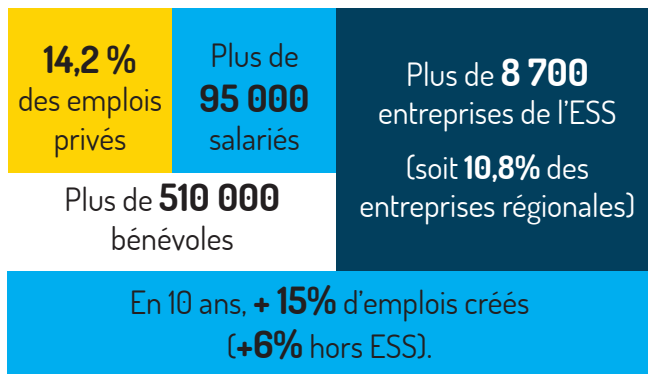 14,2 %
des emplois
privés
Plus de
95 000
salariés
Plus de 8 700
entreprises de l’ESS
(soit 10,8% des
entreprises régionales)
Plus de 510 000
bénévoles
En 10 ans, + 15% d’emplois créés
(+6% hors ESS).